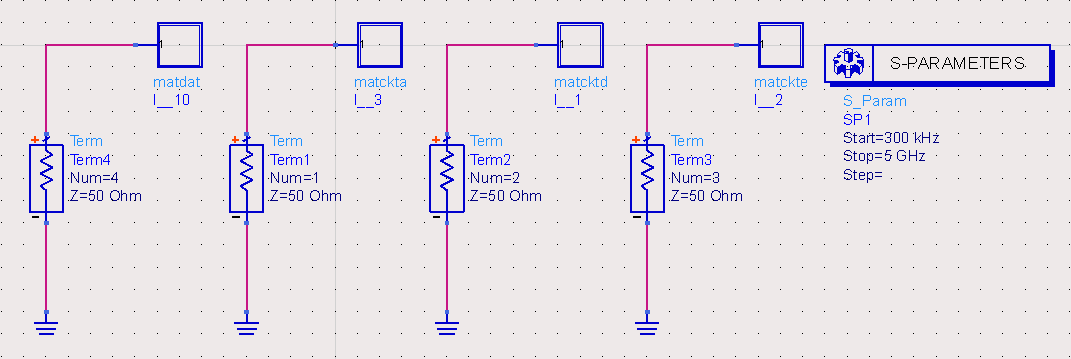 1
matdat
I__10
1
matckta
I__3
1
matcktd
I__1
1
matckte
I__2
S-PARAMETERS
S_Param
SP1
Start=300 kHz
Stop=5 GHz
Step=
+
Term
Term4
Num=4
Z=50 Ohm
-
+
Term
Term1
Num=1
Z=50 Ohm
-
+
Term
Term2
Num=2
Z=50 Ohm
-
+
Term
Term3
Num=3
Z=50 Ohm
-